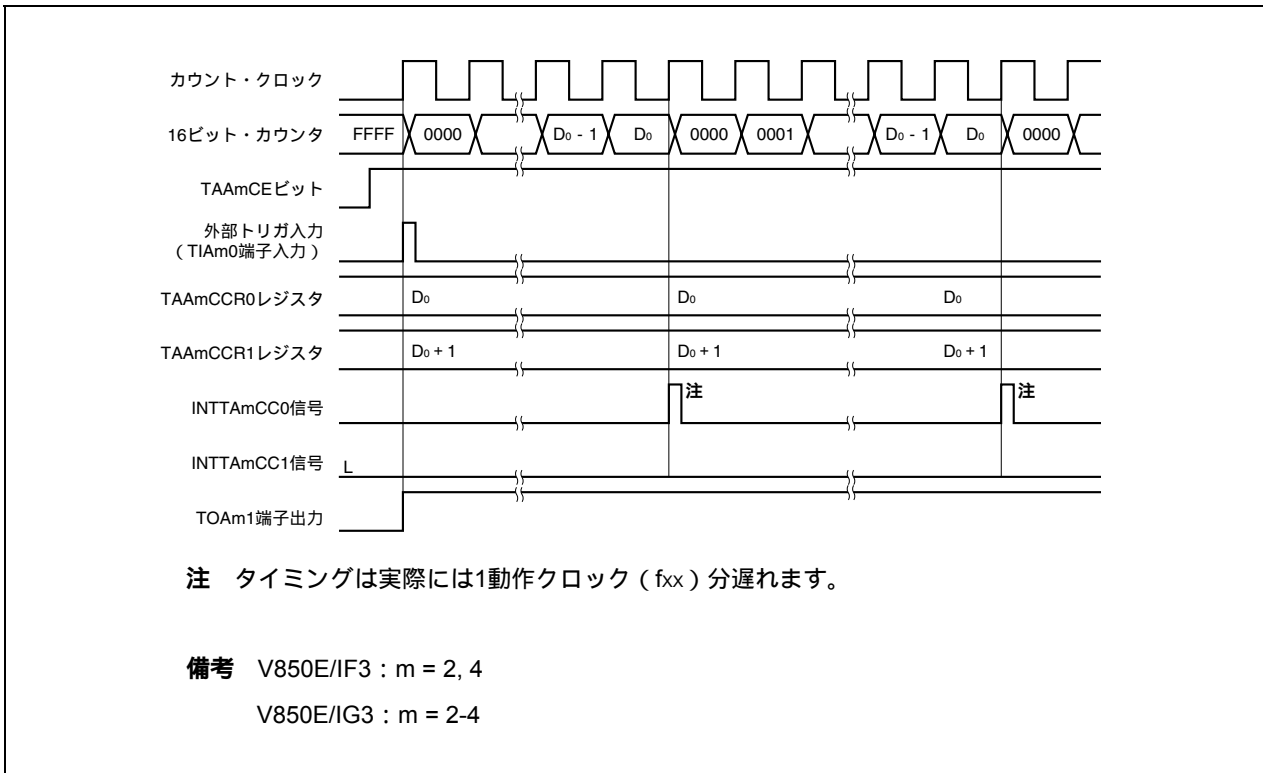 カウント・クロック
16ビット・カウンタ FFFF 0000 D0 - 1 D0 0000 0001 D0 - 1 D0 0000
TAAmCEビット
外部トリガ入力
（TIAm0端子入力）
TAAmCCR0レジスタ D0 D0 D0
TAAmCCR1レジスタ D0 + 1 D0 + 1 D0 + 1
INTTAmCC0信号 注 注
INTTAmCC1信号 L
TOAm1端子出力
注 タイミングは実際には1動作クロック（fxx）分遅れます。
備考 V850E/IF3：m = 2, 4
V850E/IG3：m = 2-4